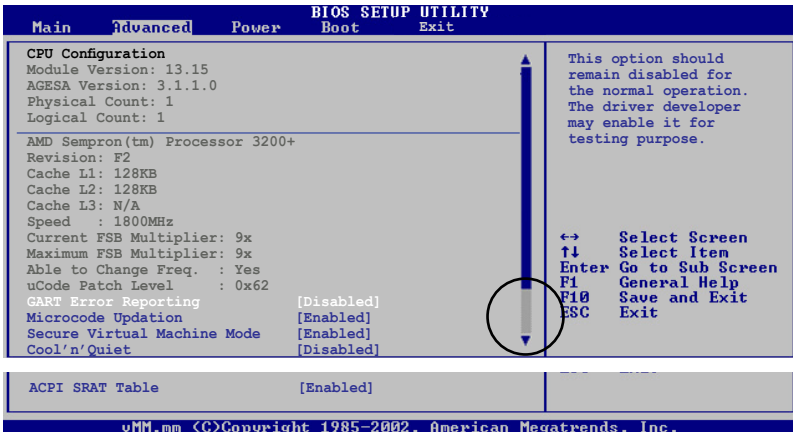 BIOS SETUP UTILITY
Main Advanced Power Boot Exit
CPU Configuration
Module Version: 13.15
AGESA Version: 3.1.1.0
Physical Count: 1
Logical Count: 1
AMD Sempron(tm) Processor 3200+
Revision: F2
Cache L1: 128KB
Cache L2: 128KB
Cache L3: N/A
Speed : 1800MHz
Current FSB Multiplier: 9x
Maximum FSB Multiplier: 9x
Able to Change Freq. : Yes
uCode Patch Level : 0x62
GART Error Reporting [Disabled]
Microcode Updation [Enabled]
Secure Virtual Machine Mode [Enabled]
Cool'n'Quiet [Disabled]
ACPI SRAT Table [Enabled]
This option should
remain disabled for
the normal operation.
The driver developer
may enable it for
testing purpose.
←→ Select Screen
↑↓ Select Item
Enter Go to Sub Screen
F1 General Help
F10 Save and Exit
ESC Exit
vMM.mm (C)Copyright 1985-2002, American Megatrends, Inc.